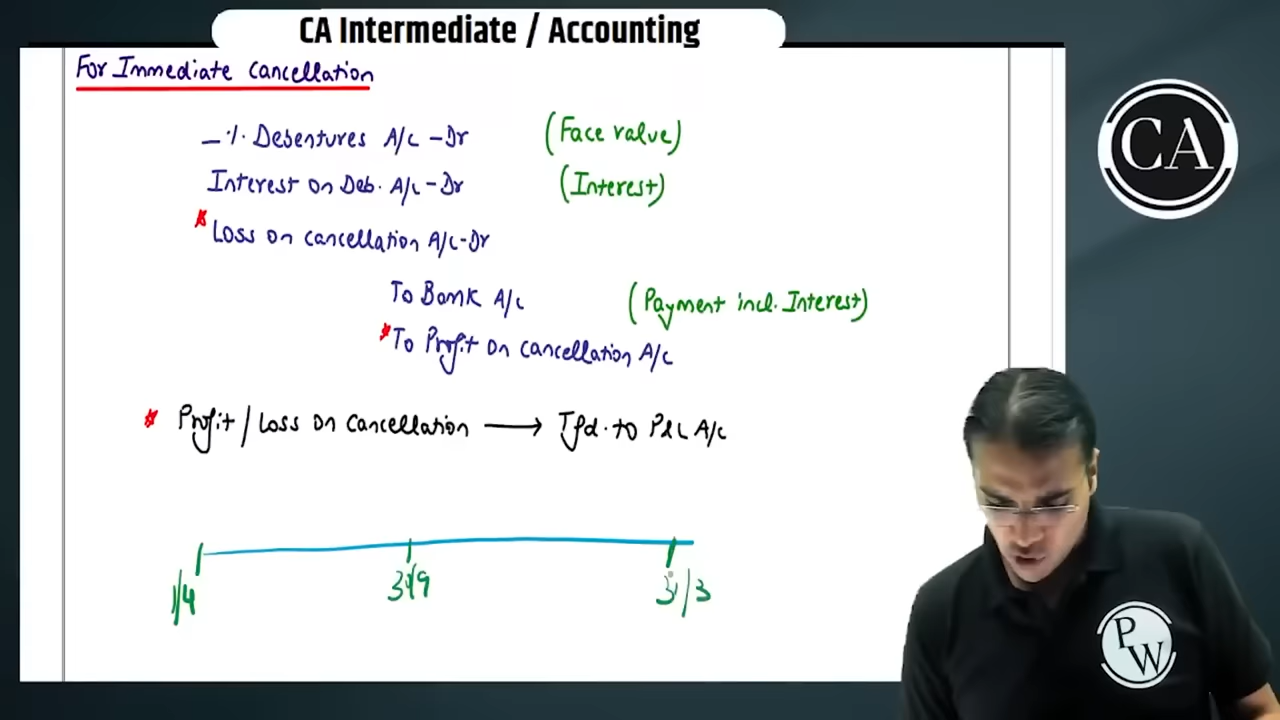 CA Intermediate / Accounting
For Immediate Cancellation
CA
_ % Debentures A/c - Dr (Face value)
Interest on Deb. A/c - Dr (Interest)
* Loss on cancellation A/c-Dr
To Bank A/c (Payment incl. Interest)
* To Profit on cancellation A/c
* Profit / Loss on Cancellation → Tfd. to P&L A/c
1/4 30/9 31/3
PW